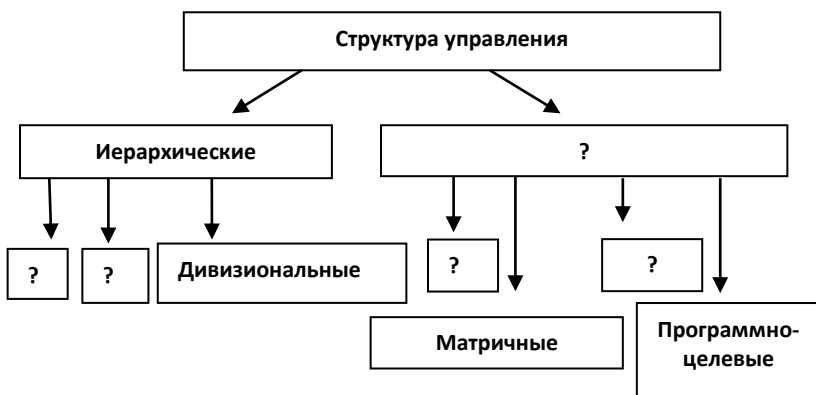 Структура управления
Иерархические
?
?
?
Дивизиональные
?
?
Матричные
Программно-
целевые